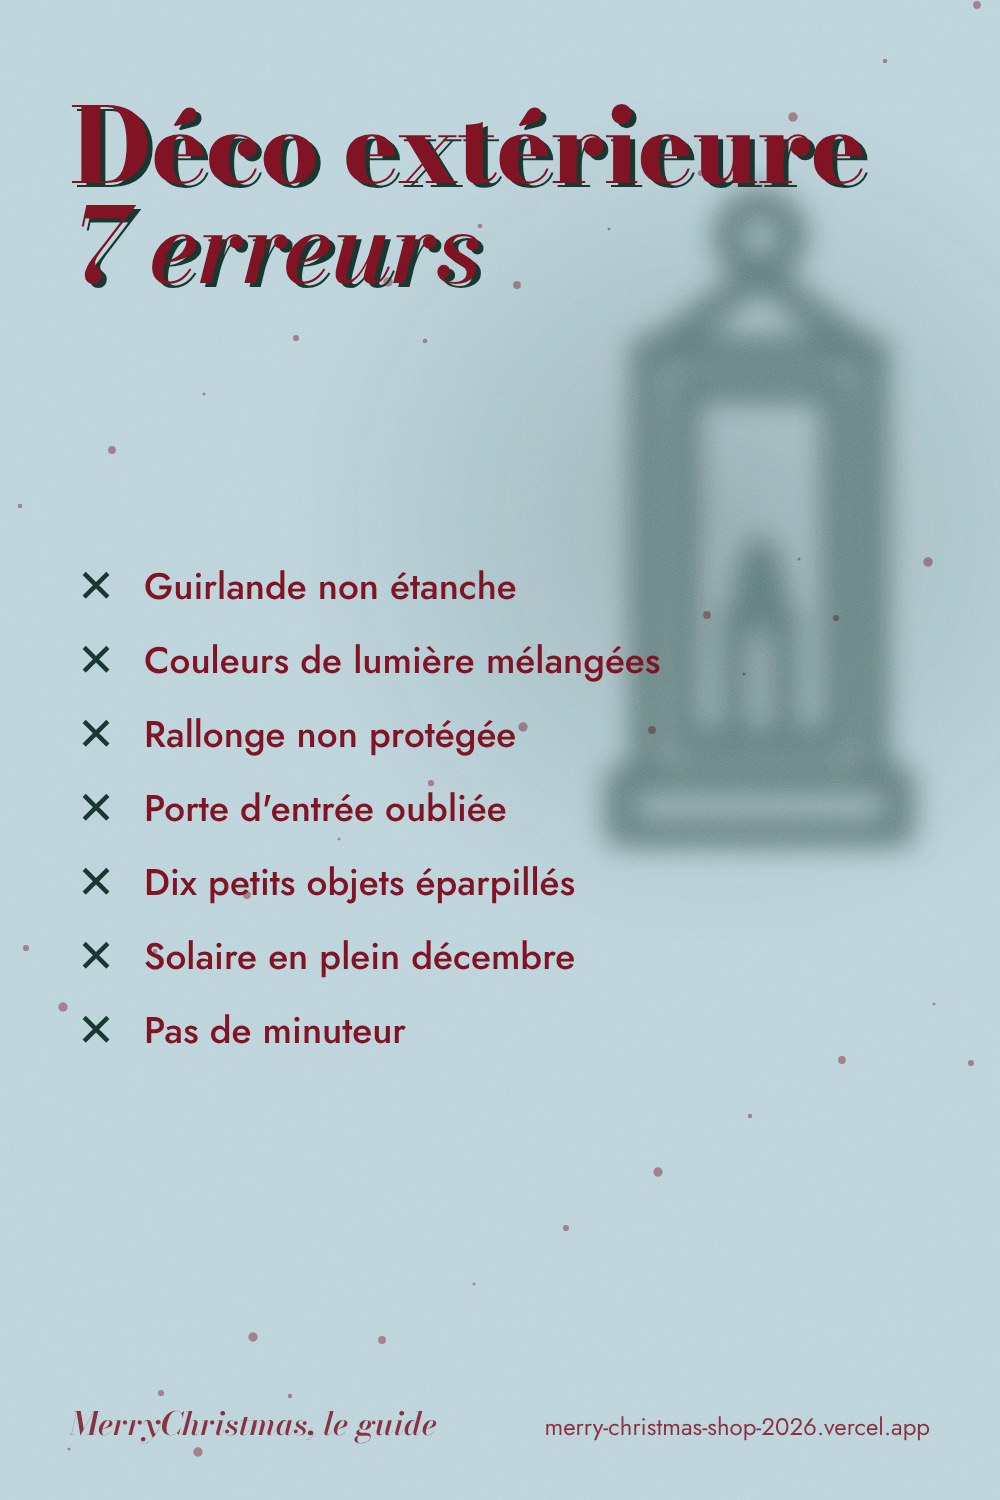 Déco extérieure
7 erreurs
✕ Guirlande non étanche
✕ Couleurs de lumière mélangées
✕ Rallonge non protégée
✕ Porte d'entrée oubliée
✕ Dix petits objets éparpillés
✕ Solaire en plein décembre
✕ Pas de minuteur
MerryChristmas, le guide
merry-christmas-shop-2026.vercel.app